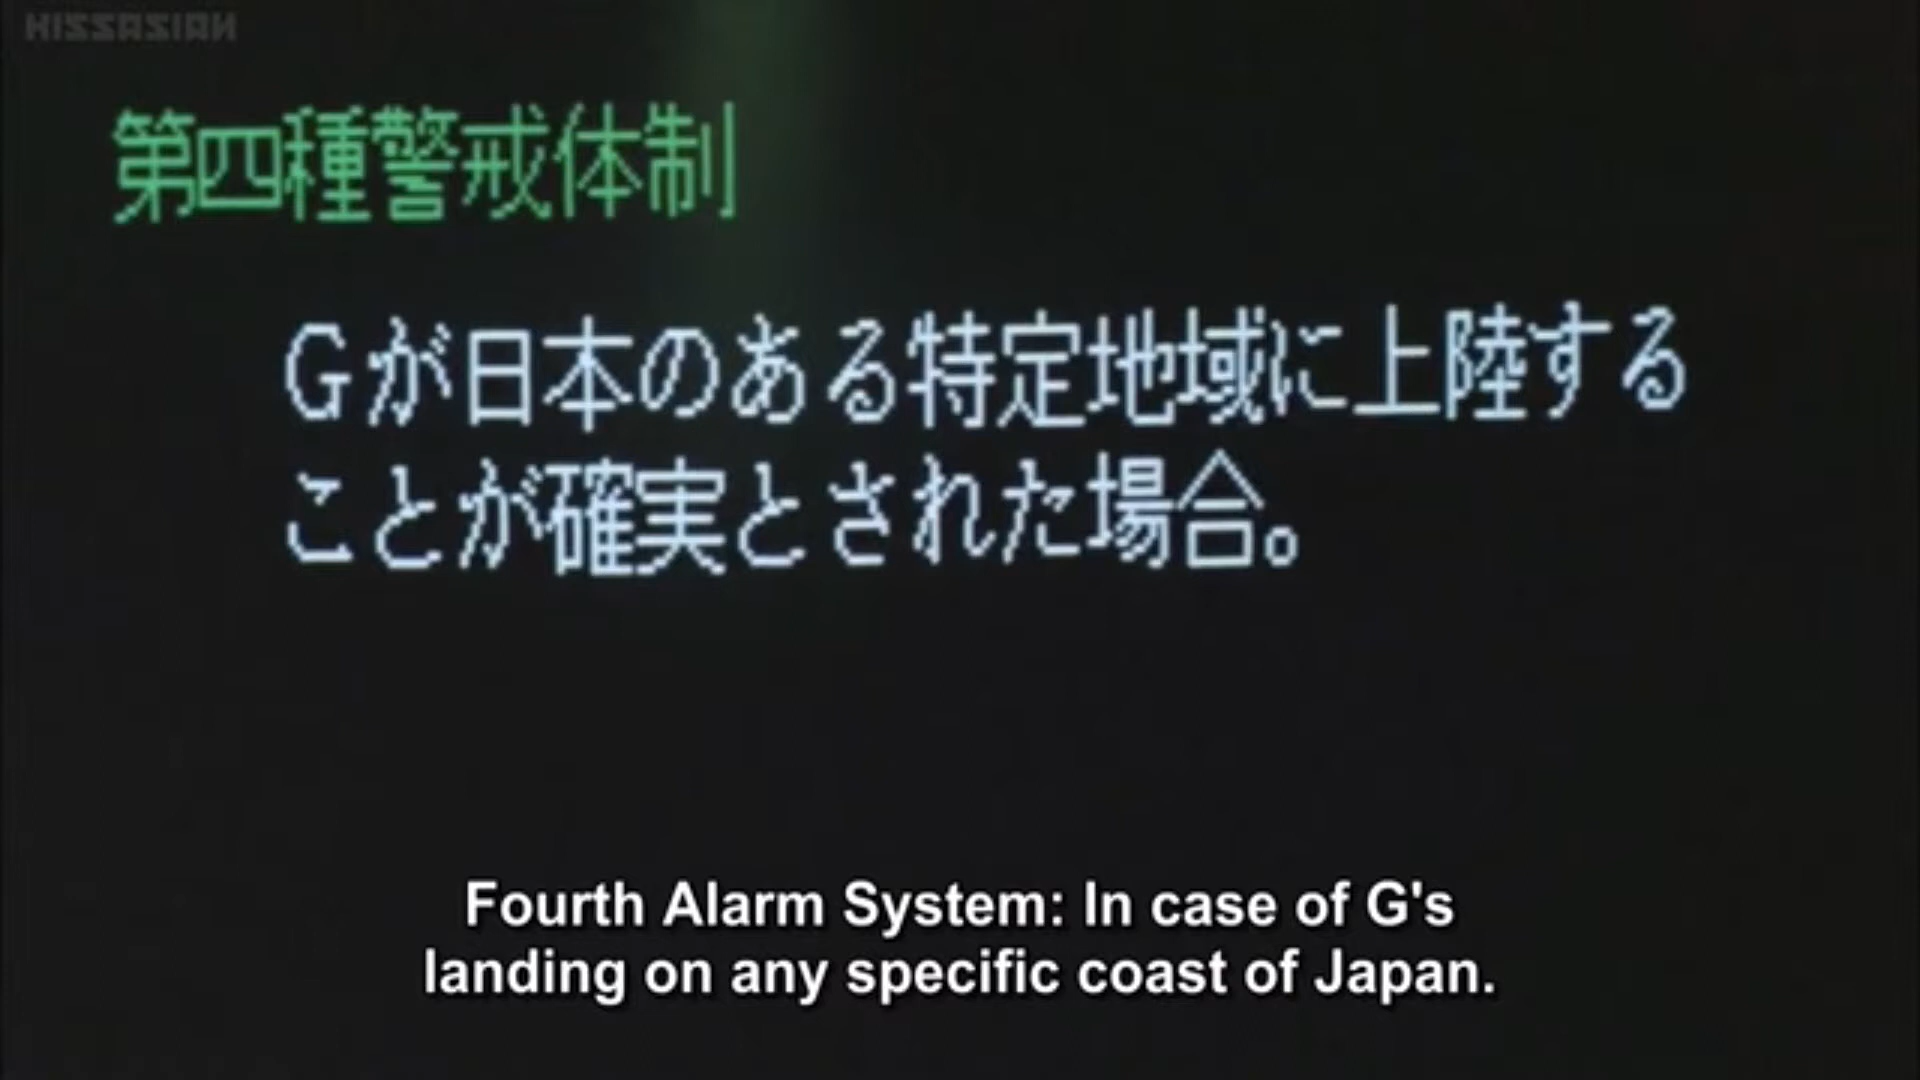 KISSASIAN
第四種警戒体制
Gが日本のある特定地域に上陸する
ことが確実とされた場合。
Fourth Alarm System: In case of G's
landing on any specific coast of Japan.